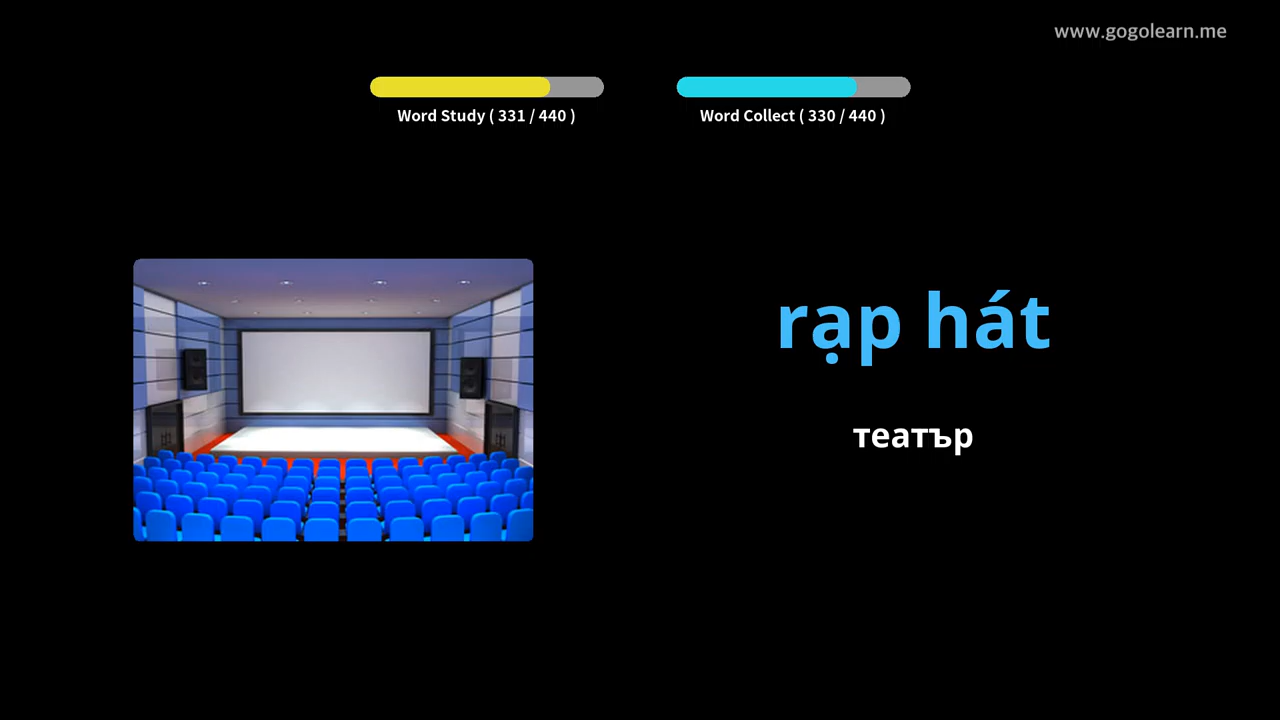 www.gogolearn.me
Word Study ( 331 / 440 )
Word Collect ( 330 / 440 )
rạp hát
театър